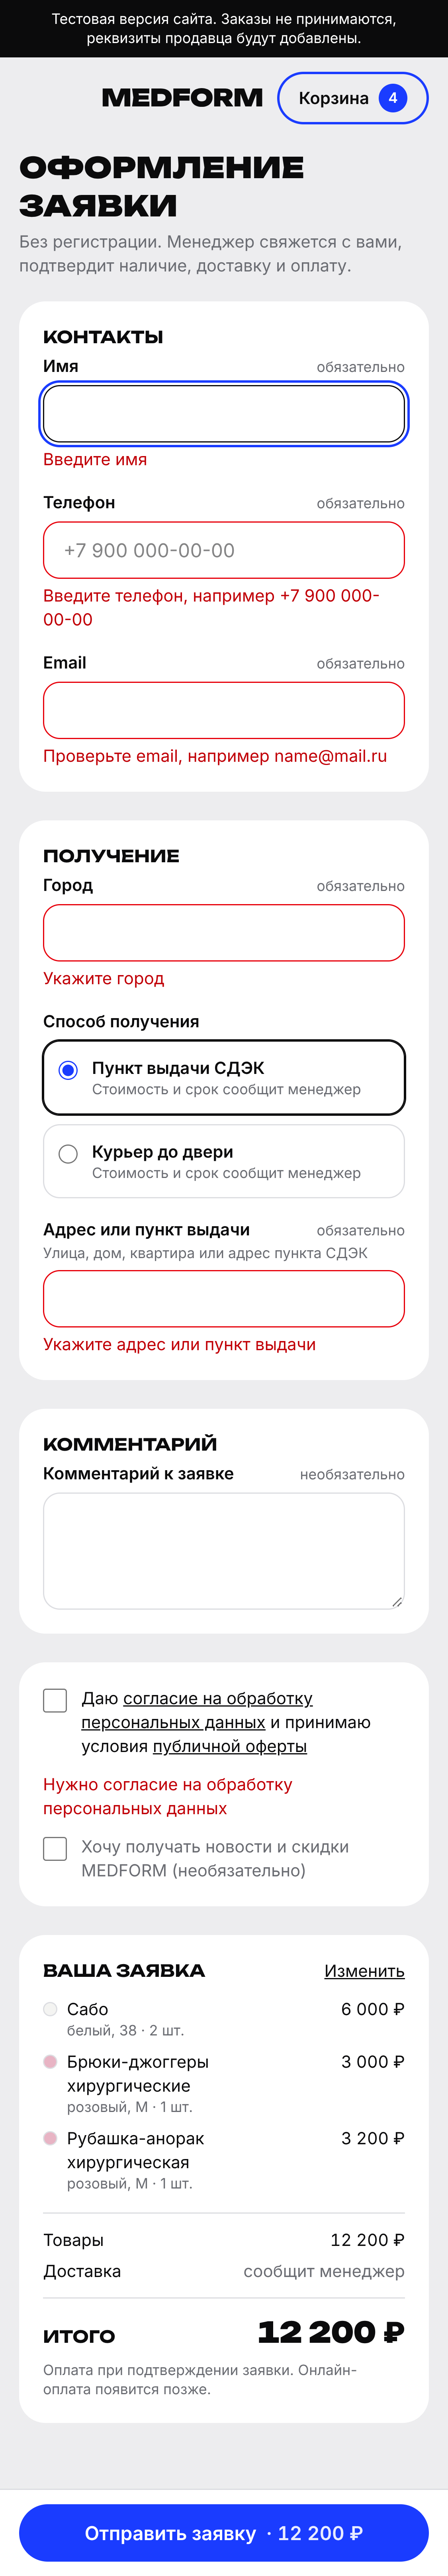 Тестовая версия сайта. Заказы не принимаются,
реквизиты продавца будут добавлены.
MEDFORM
Корзина 4
ОФОРМЛЕНИЕ
ЗАЯВКИ
Без регистрации. Менеджер свяжется с вами,
подтвердит наличие, доставку и оплату.
КОНТАКТЫ
Имя обязательно
Введите имя
Телефон обязательно
+7 900 000-00-00
Введите телефон, например +7 900 000-
00-00
Email обязательно
Проверьте email, например name@mail.ru
ПОЛУЧЕНИЕ
Город обязательно
Укажите город
Способ получения
Пункт выдачи СДЭК
Стоимость и срок сообщит менеджер
Курьер до двери
Стоимость и срок сообщит менеджер
Адрес или пункт выдачи обязательно
Улица, дом, квартира или адрес пункта СДЭК
Укажите адрес или пункт выдачи
КОММЕНТАРИЙ
Комментарий к заявке необязательно
Даю согласие на обработку
персональных данных и принимаю
условия публичной оферты
Нужно согласие на обработку
персональных данных
Хочу получать новости и скидки
MEDFORM (необязательно)
ВАША ЗАЯВКА Изменить
Сабо 6 000 ₽
белый, 38 · 2 шт.
Брюки-джоггеры 3 000 ₽
хирургические
розовый, M · 1 шт.
Рубашка-анорак 3 200 ₽
хирургическая
розовый, M · 1 шт.
Товары 12 200 ₽
Доставка сообщит менеджер
ИТОГО 12 200 ₽
Оплата при подтверждении заявки. Онлайн-
оплата появится позже.
Отправить заявку · 12 200 ₽